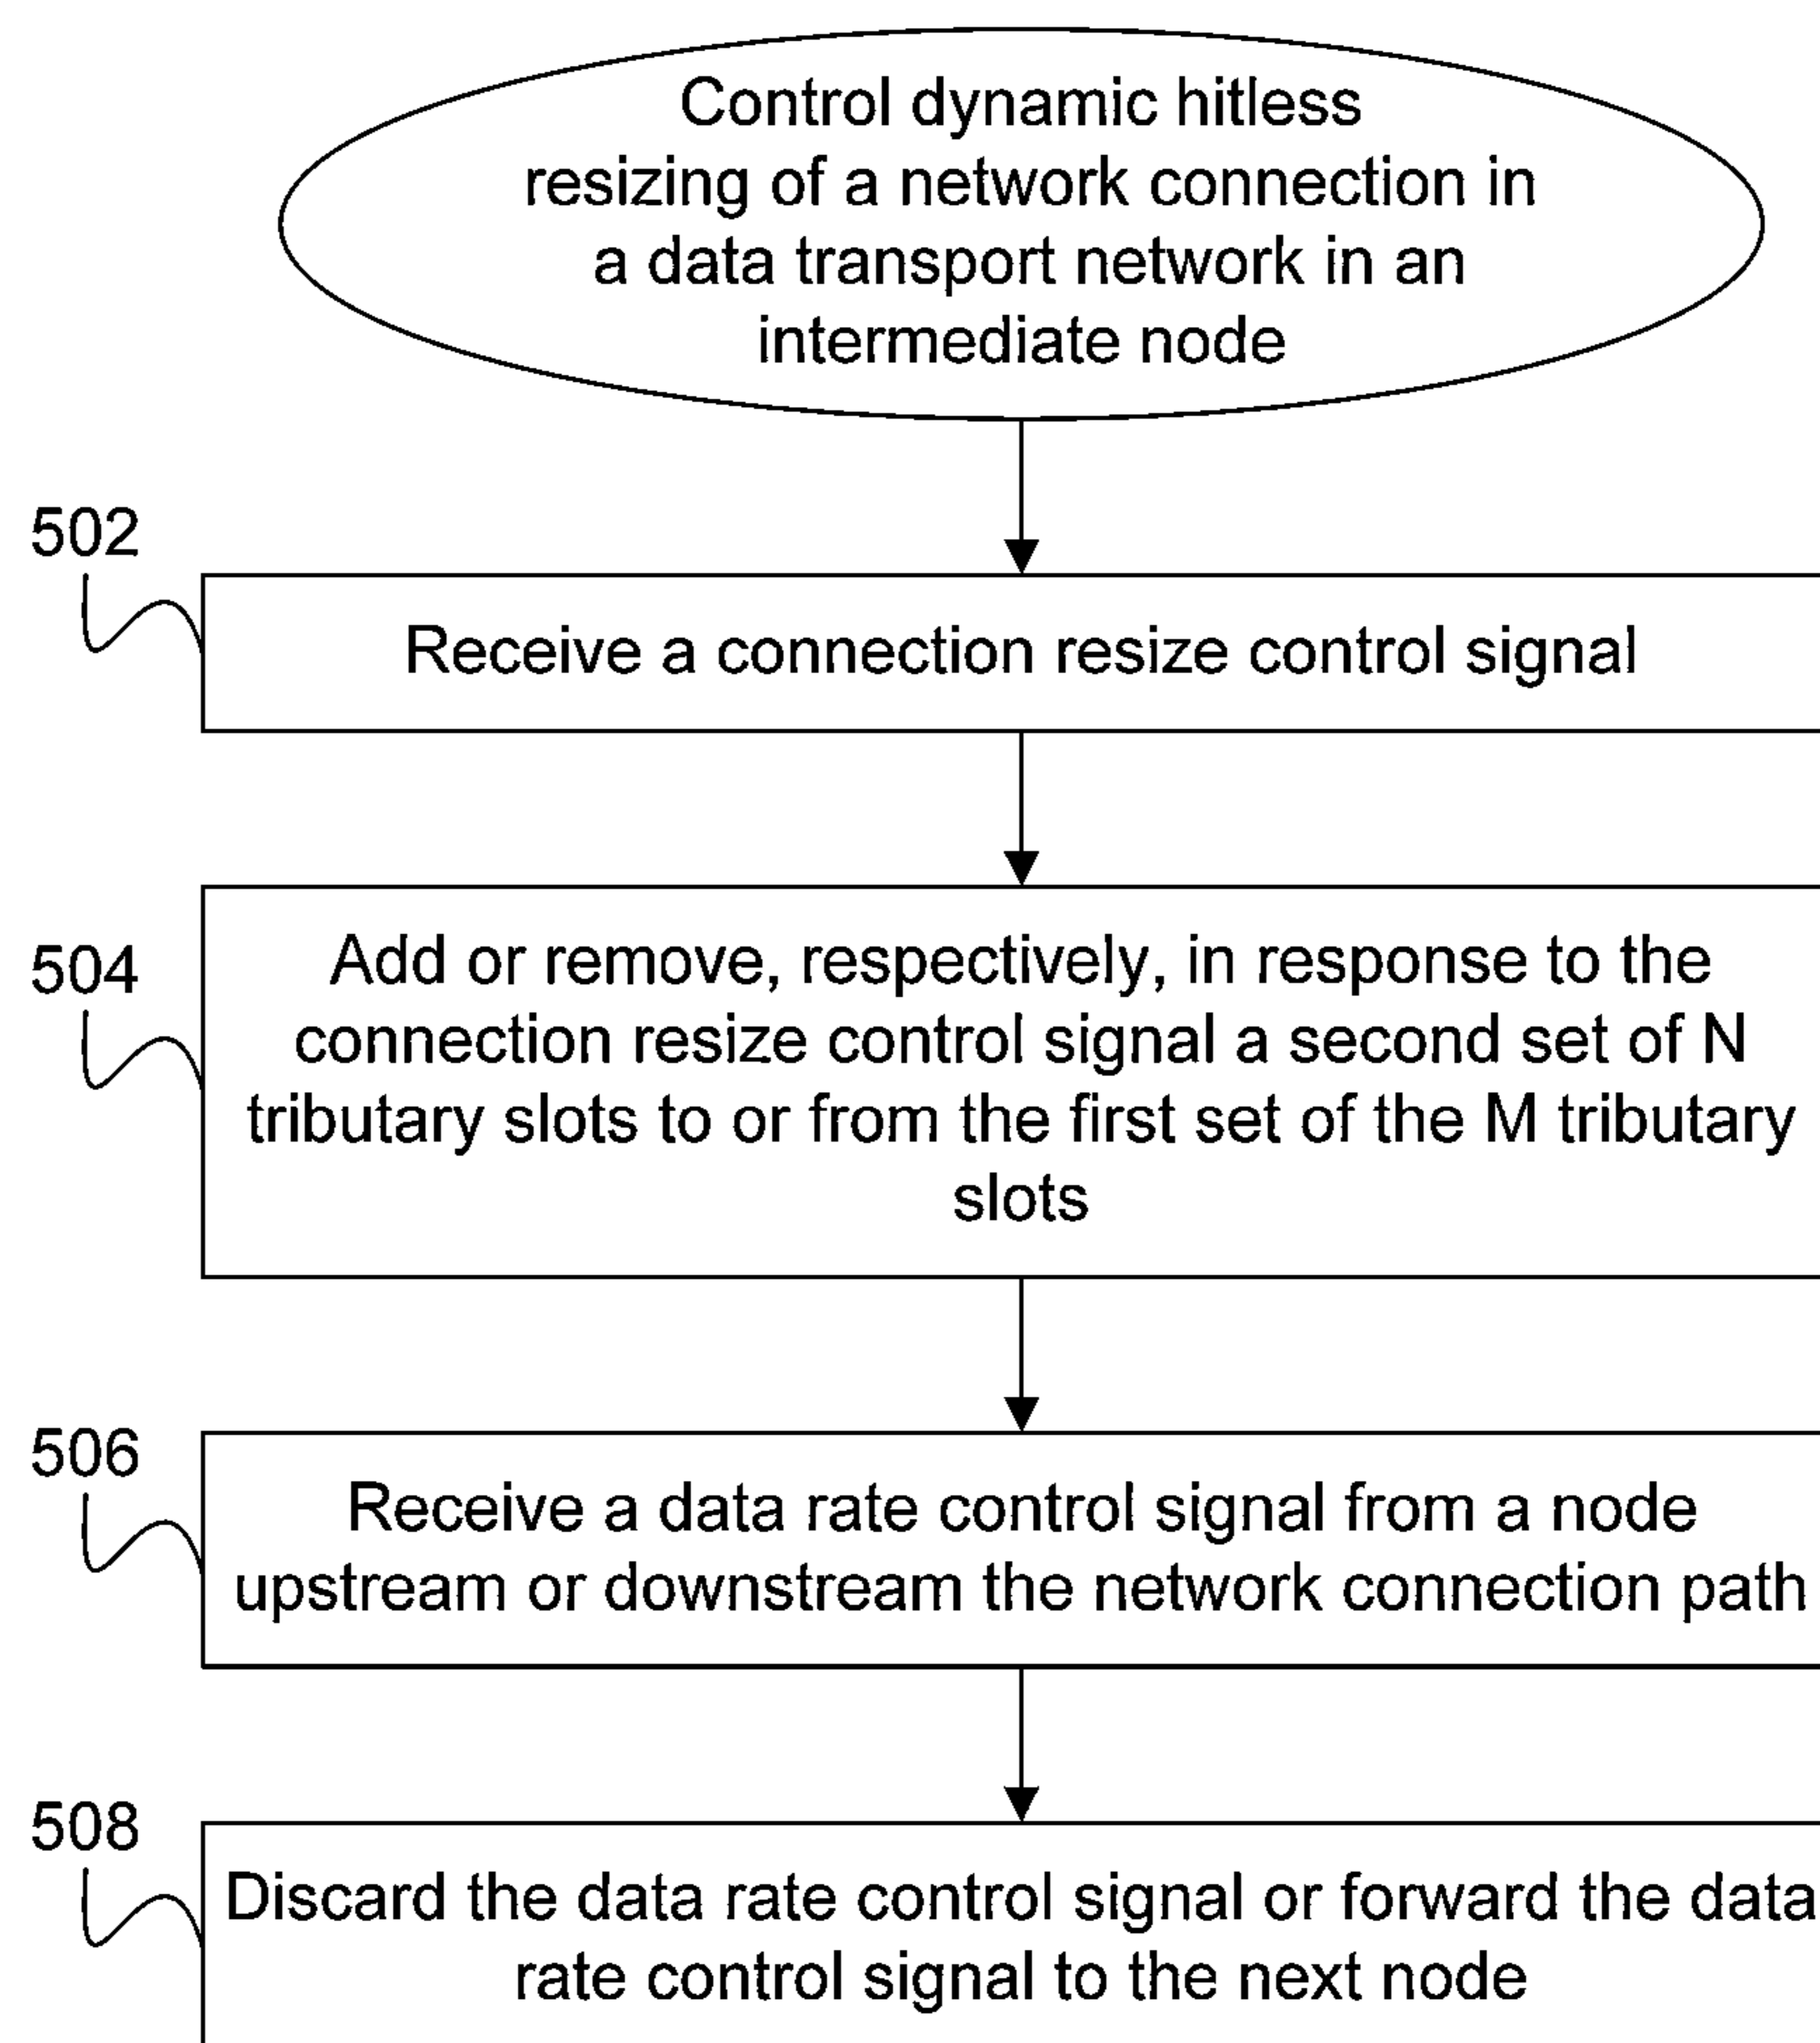 Control dynamic hitless
resizing of a network connection in
a data transport network in an
intermediate node
502
Receive a connection resize control signal
504
Add or remove, respectively, in response to the
connection resize control signal a second set of N
tributary slots to or from the first set of the M tributary
slots
506
Receive a data rate control signal from a node
upstream or downstream the network connection path
508
Discard the data rate control signal or forward the data
rate control signal to the next node